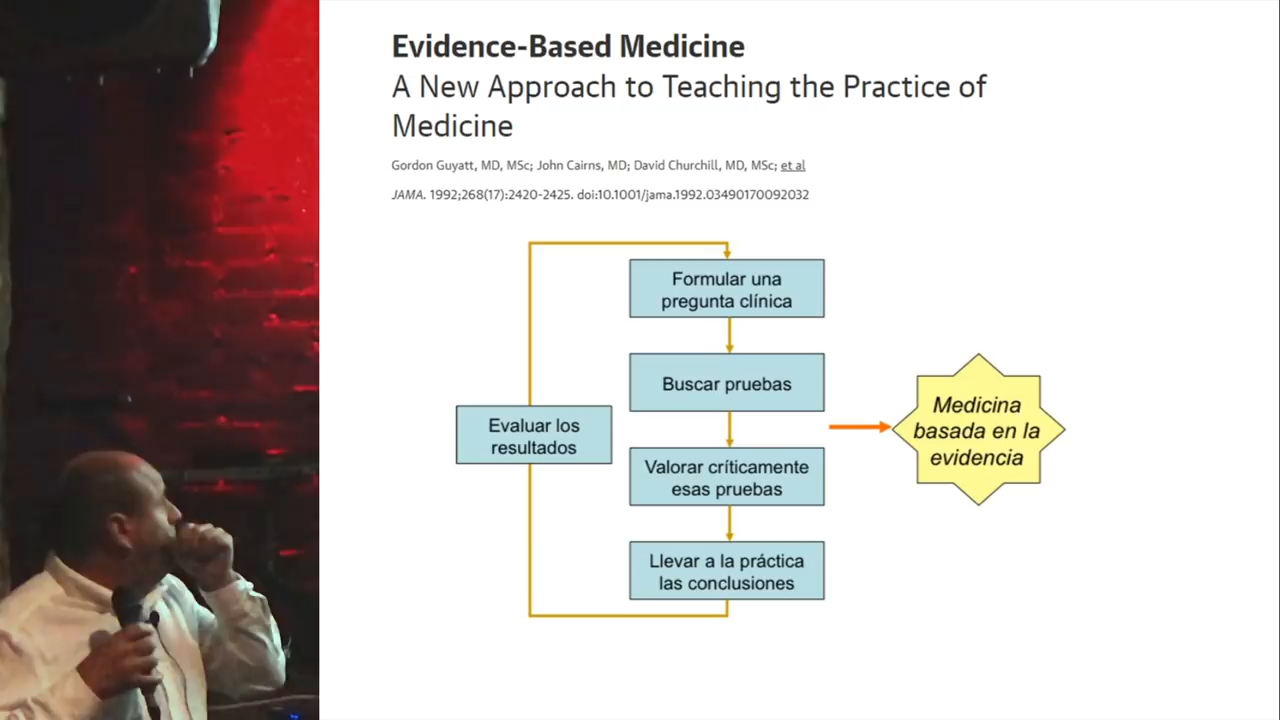 Evidence-Based Medicine
A New Approach to Teaching the Practice of
Medicine
Gordon Guyatt, MD, MSc; John Cairns, MD; David Churchill, MD, MSc; et al
JAMA. 1992;268(17):2420-2425. doi:10.1001/jama.1992.03490170092032
Formular una
pregunta clínica
Buscar pruebas
Evaluar los
resultados
Valorar críticamente
esas pruebas
Llevar a la práctica
las conclusiones
Medicina
basada en la
evidencia